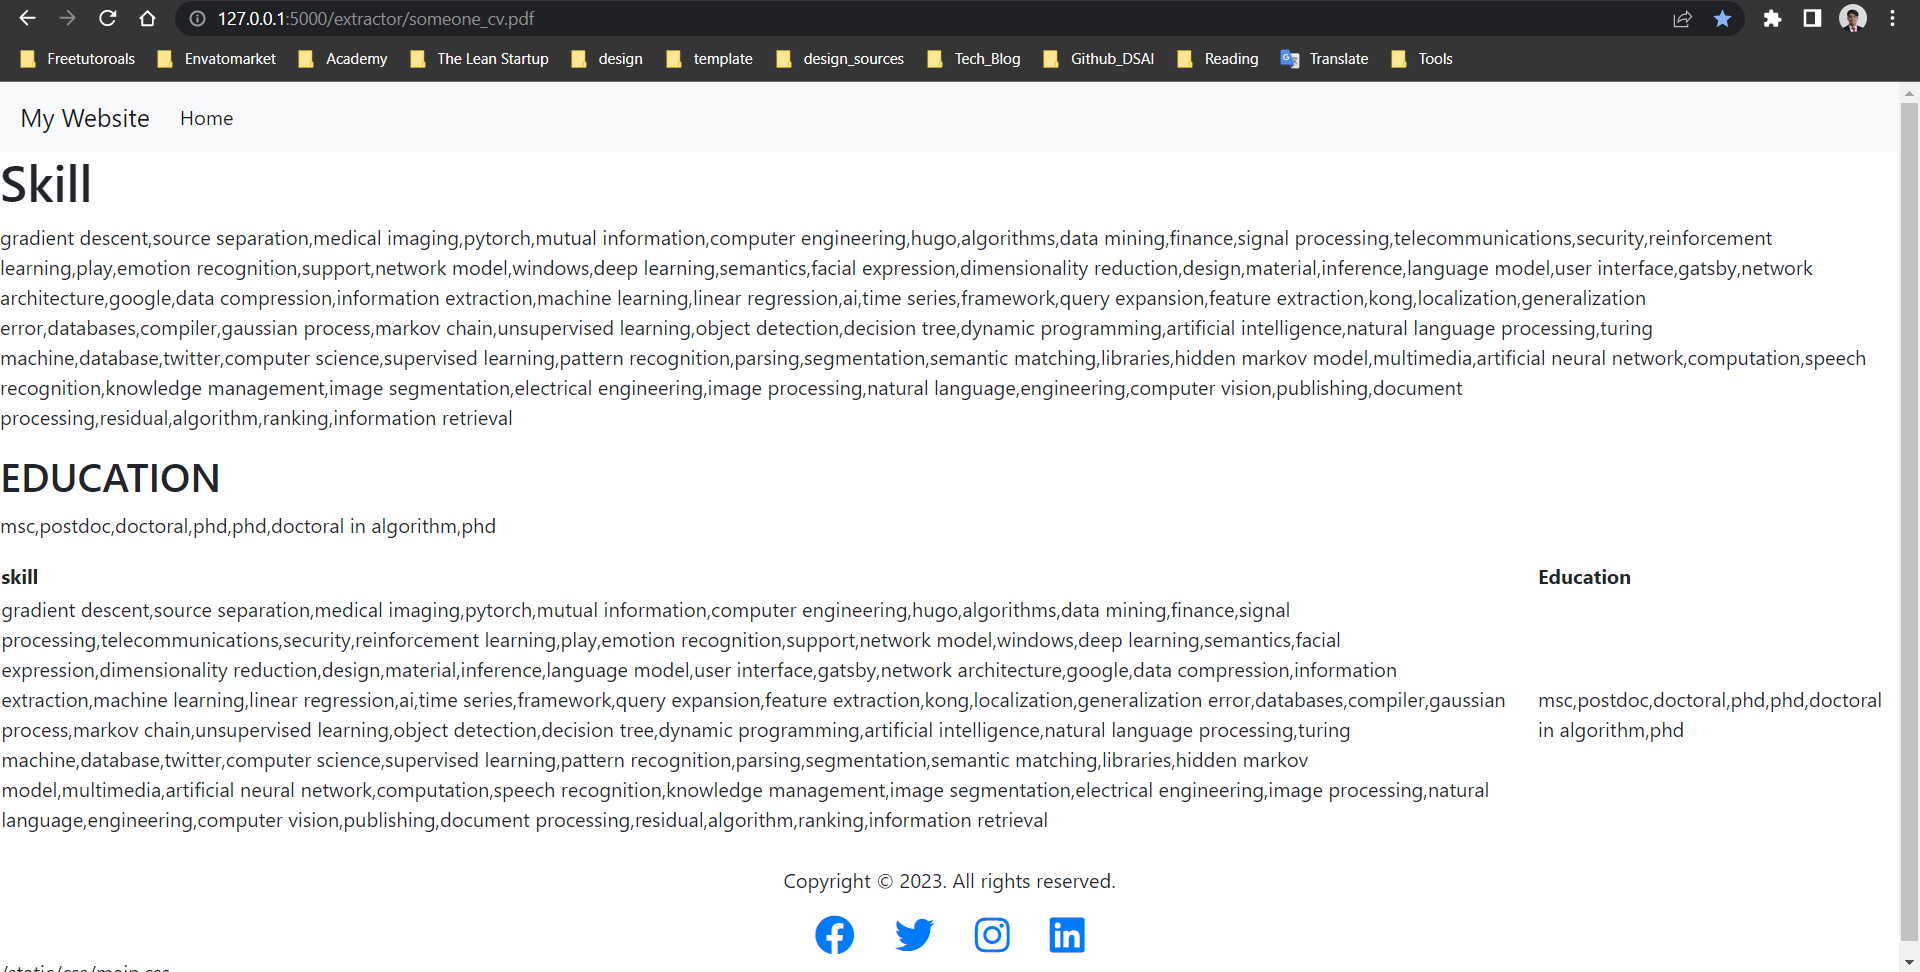 127.0.0.1:5000/extractor/someone_cv.pdf
Freetutoroals Envatomarket Academy The Lean Startup design template design_sources Tech_Blog Github_DSAI Reading Translate Tools
My Website Home
Skill
gradient descent,source separation,medical imaging,pytorch,mutual information,computer engineering,hugo,algorithms,data mining,finance,signal processing,telecommunications,security,reinforcement
learning,play,emotion recognition,support,network model,windows,deep learning,semantics,facial expression,dimensionality reduction,design,material,inference,language model,user interface,gatsby,network
architecture,google,data compression,information extraction,machine learning,linear regression,ai,time series,framework,query expansion,feature extraction,kong,localization,generalization
error,databases,compiler,gaussian process,markov chain,unsupervised learning,object detection,decision tree,dynamic programming,artificial intelligence,natural language processing,turing
machine,database,twitter,computer science,supervised learning,pattern recognition,parsing,segmentation,semantic matching,libraries,hidden markov model,multimedia,artificial neural network,computation,speech
recognition,knowledge management,image segmentation,electrical engineering,image processing,natural language,engineering,computer vision,publishing,document
processing,residual,algorithm,ranking,information retrieval
EDUCATION
msc,postdoc,doctoral,phd,phd,doctoral in algorithm,phd
skill
gradient descent,source separation,medical imaging,pytorch,mutual information,computer engineering,hugo,algorithms,data mining,finance,signal
processing,telecommunications,security,reinforcement learning,play,emotion recognition,support,network model,windows,deep learning,semantics,facial
expression,dimensionality reduction,design,material,inference,language model,user interface,gatsby,network architecture,google,data compression,information
extraction,machine learning,linear regression,ai,time series,framework,query expansion,feature extraction,kong,localization,generalization error,databases,compiler,gaussian
process,markov chain,unsupervised learning,object detection,decision tree,dynamic programming,artificial intelligence,natural language processing,turing
machine,database,twitter,computer science,supervised learning,pattern recognition,parsing,segmentation,semantic matching,libraries,hidden markov
model,multimedia,artificial neural network,computation,speech recognition,knowledge management,image segmentation,electrical engineering,image processing,natural
language,engineering,computer vision,publishing,document processing,residual,algorithm,ranking,information retrieval
Education
msc,postdoc,doctoral,phd,phd,doctoral
in algorithm,phd
Copyright © 2023. All rights reserved.
/static/css/main.css